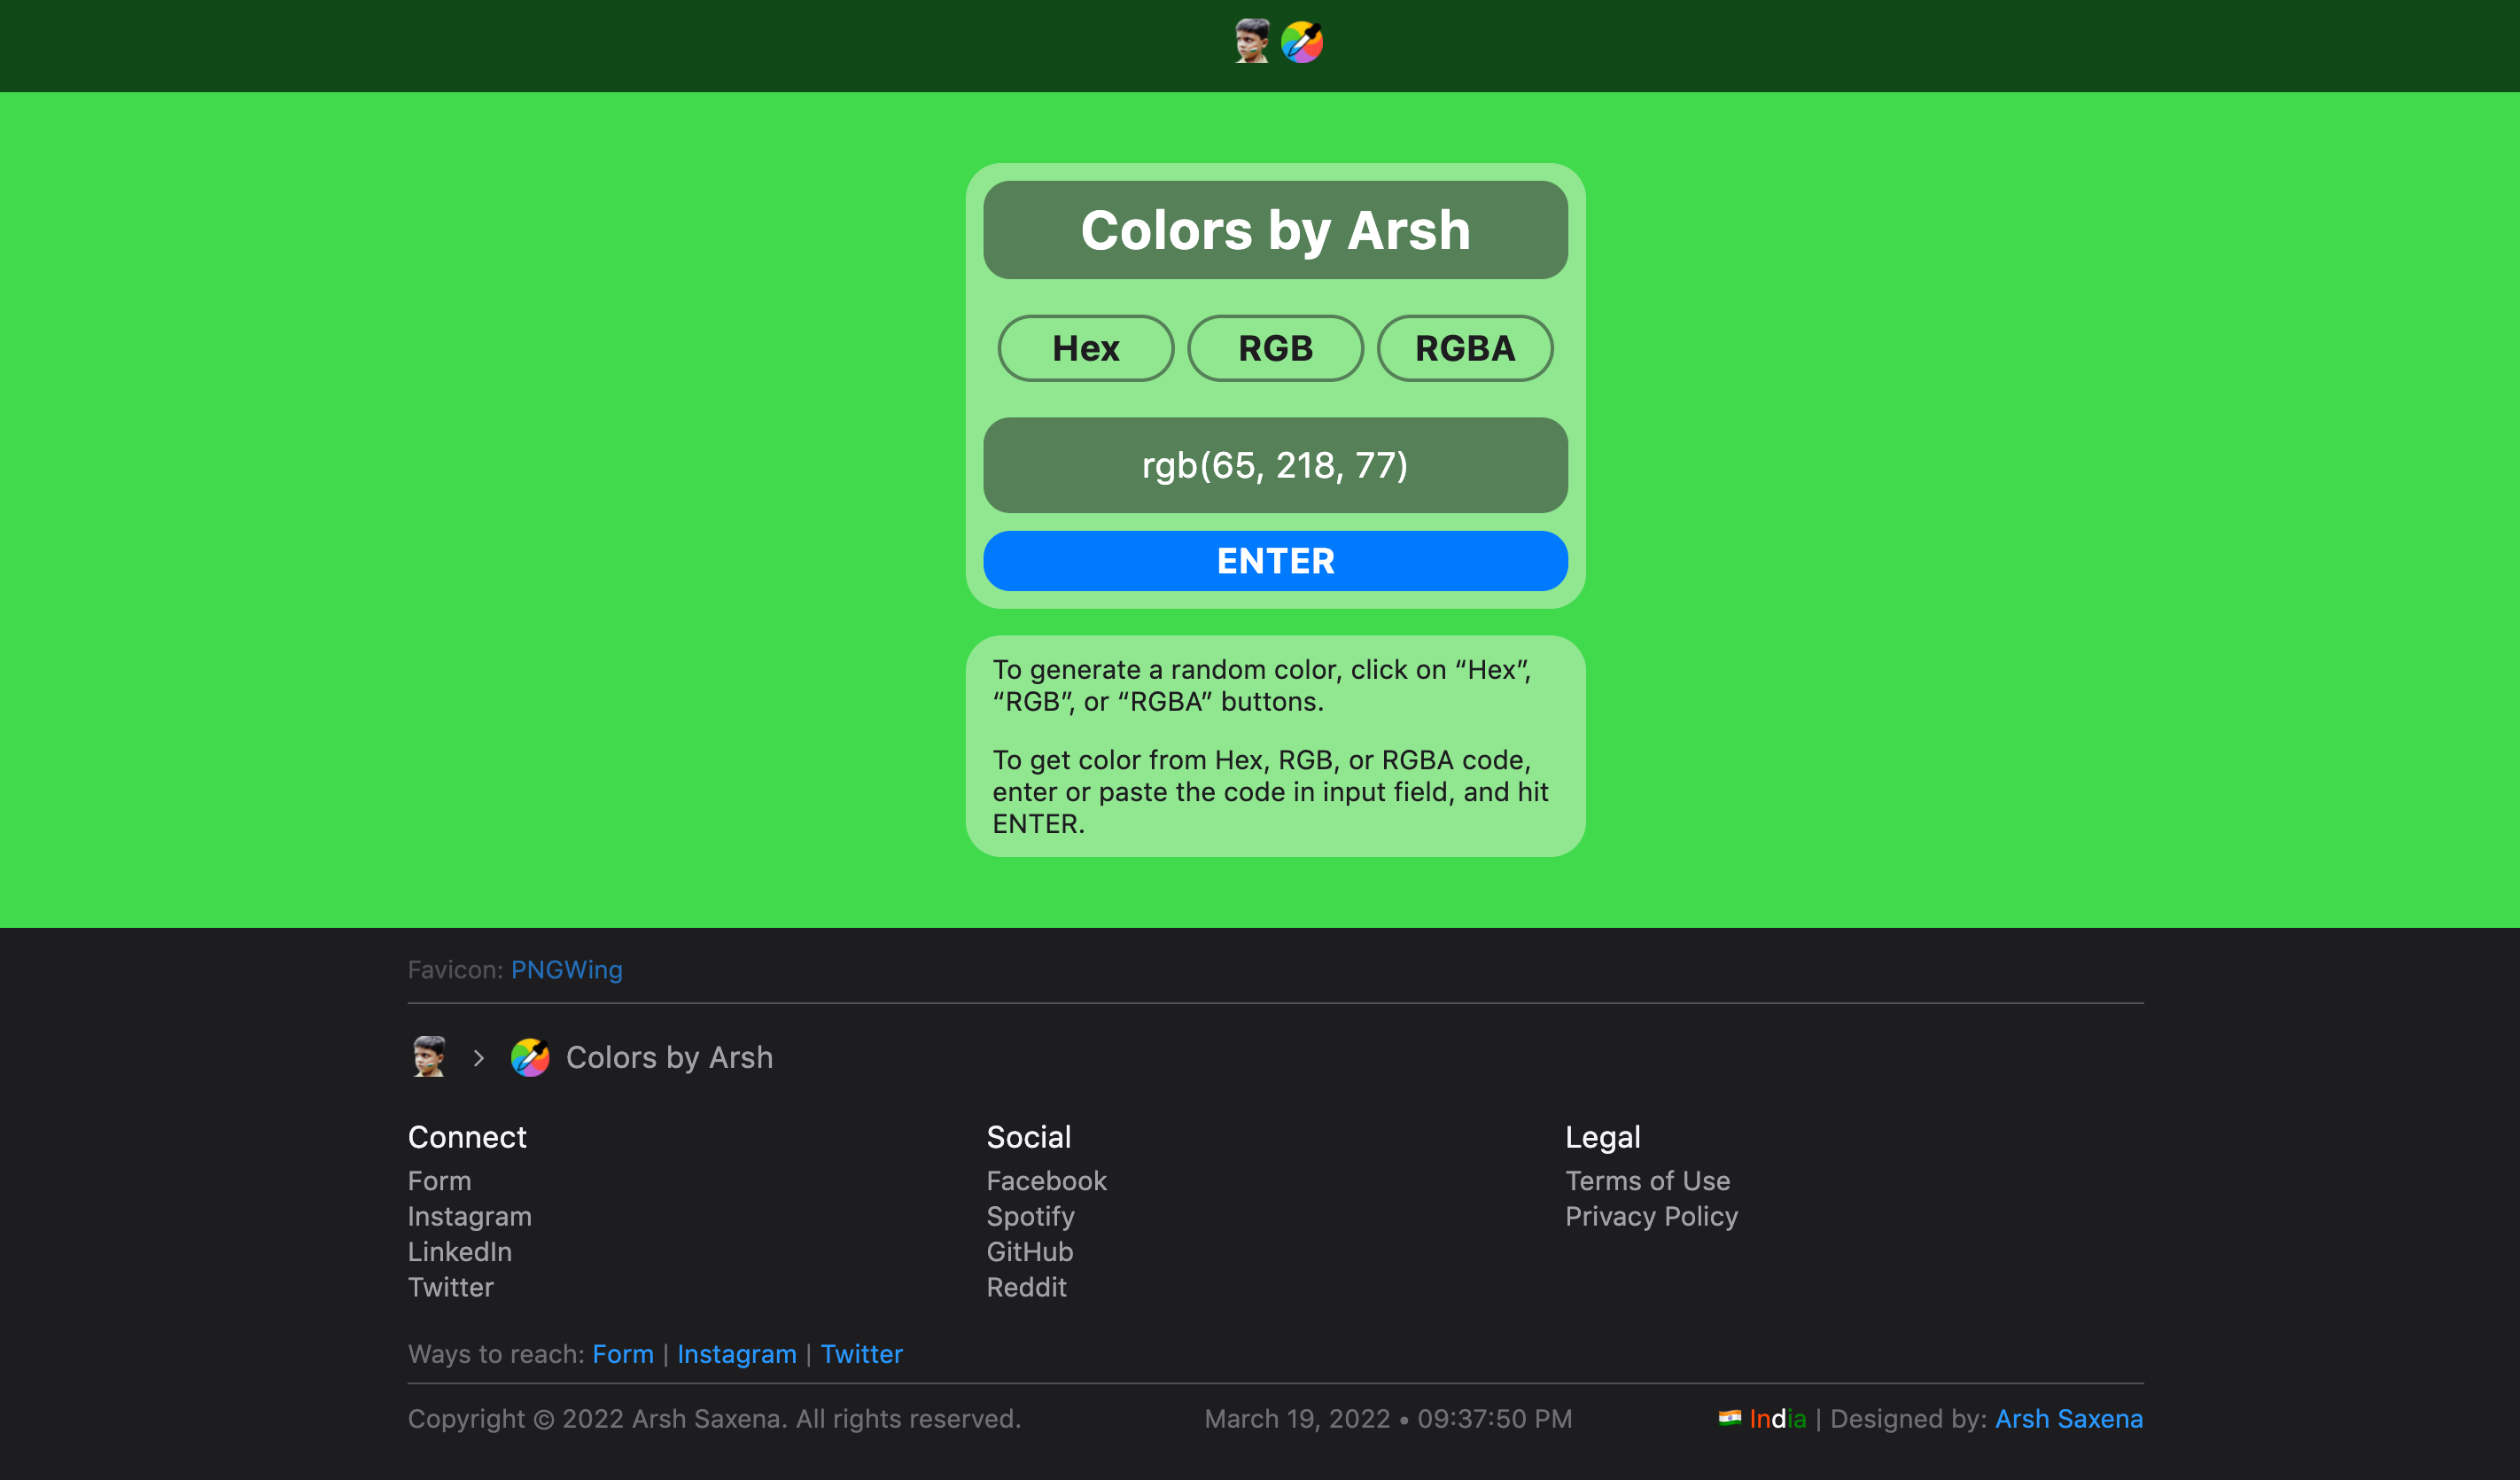 Colors by Arsh
Hex RGB RGBA
rgb(65, 218, 77)
ENTER
To generate a random color, click on “Hex”,
“RGB”, or “RGBA” buttons.
To get color from Hex, RGB, or RGBA code,
enter or paste the code in input field, and hit
ENTER.
Favicon: PNGWing
Colors by Arsh
Connect
Form
Instagram
LinkedIn
Twitter
Social
Facebook
Spotify
GitHub
Reddit
Legal
Terms of Use
Privacy Policy
Ways to reach: Form | Instagram | Twitter
Copyright © 2022 Arsh Saxena. All rights reserved.
March 19, 2022 • 09:37:50 PM
🇮🇳 India | Designed by: Arsh Saxena